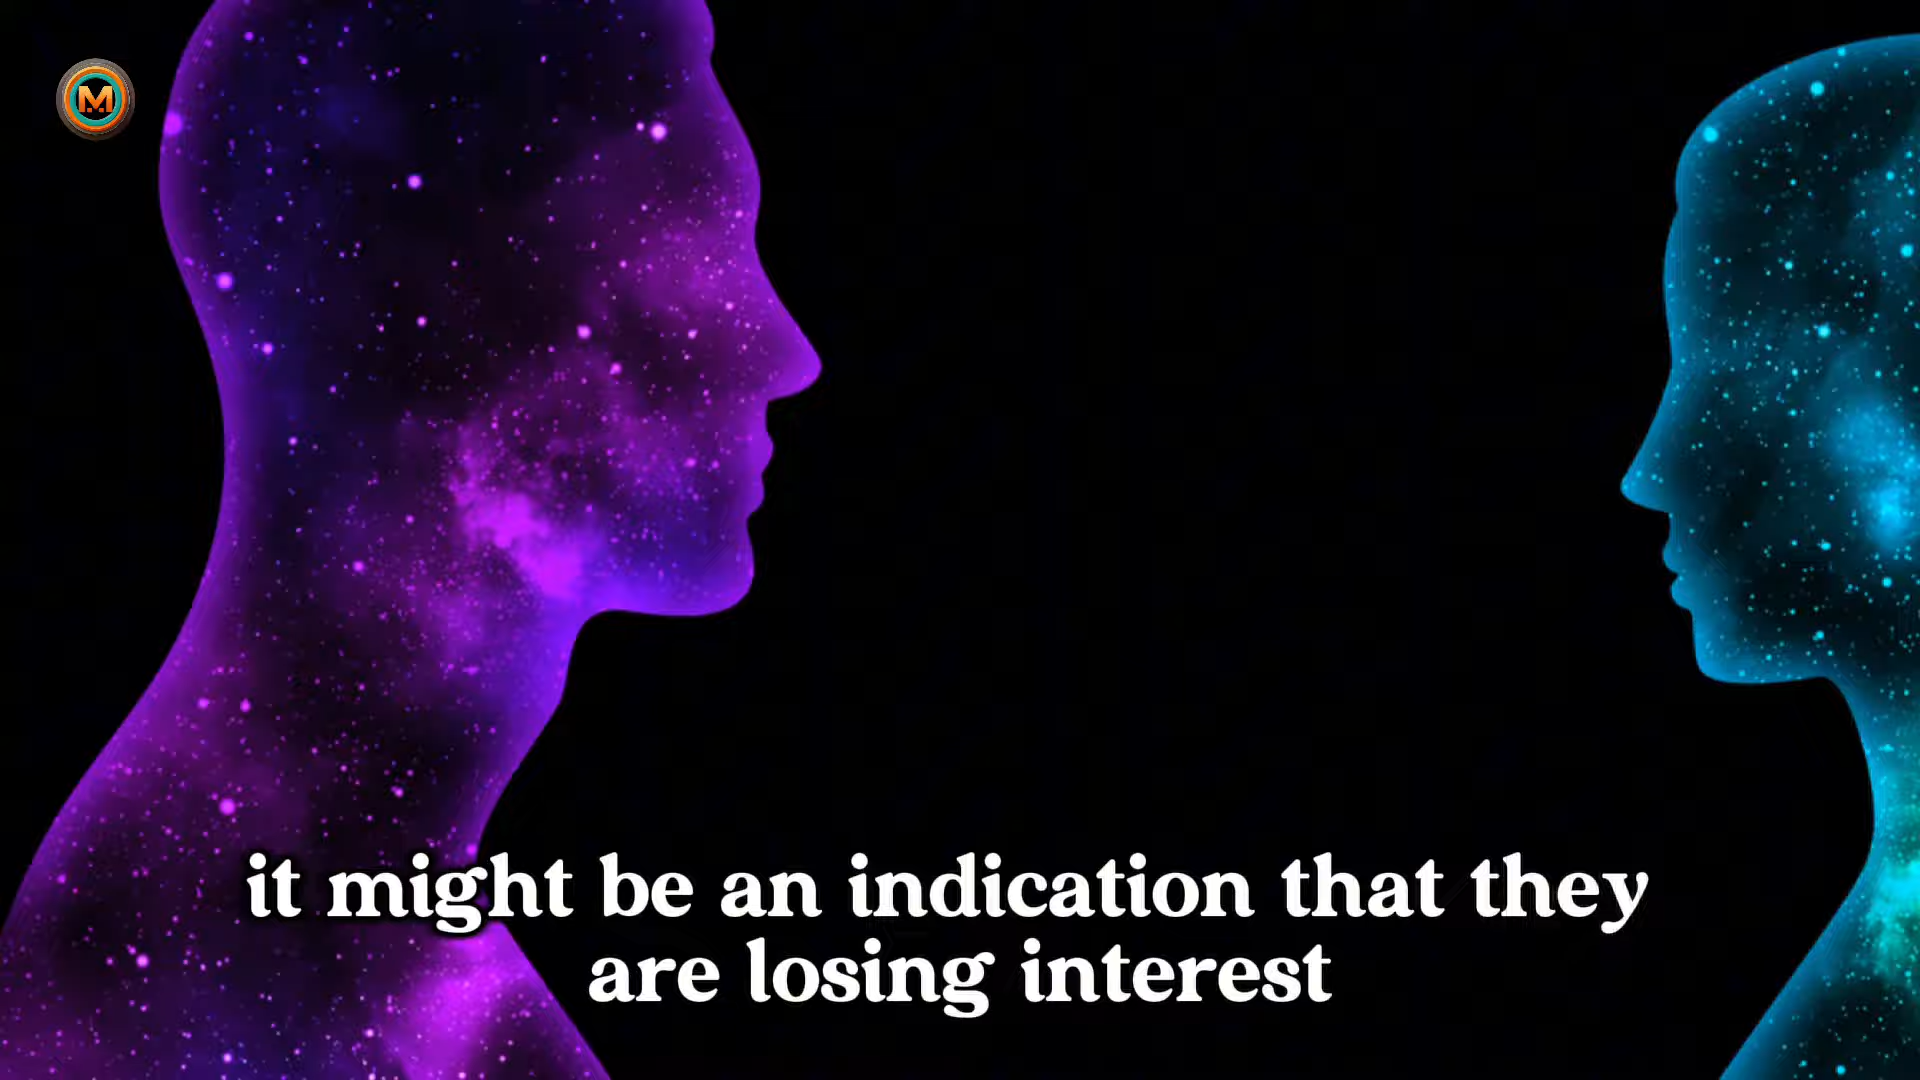 M
it might be an indication that they
are losing interest